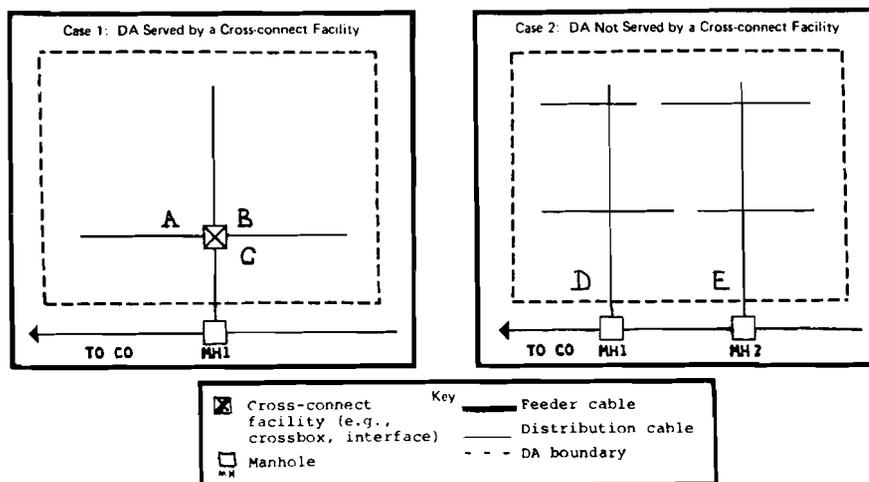 Case 1: DA Served by a Cross-connect Facility
A
B
C
TO CO
MH1
Case 2: DA Not Served by a Cross-connect Facility
D
E
TO CO
MH1
MH2
Key
Cross-connect
facility (e.g.,
crossbox, interface)
MH
Manhole
Feeder cable
Distribution cable
DA boundary